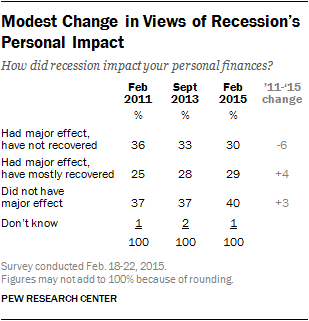 Modest Change in Views of Recession's
Personal Impact
How did recession impact your personal finances?
Feb 2011 Sept 2013 Feb 2015 '11-'15 change
% % %
Had major effect,
have not recovered 36 33 30 -6
Had major effect,
have mostly recovered 25 28 29 +4
Did not have
major effect 37 37 40 +3
Don't know 1 2 1
100 100 100
Survey conducted Feb. 18-22, 2015.
Figures may not add to 100% because of rounding.
PEW RESEARCH CENTER